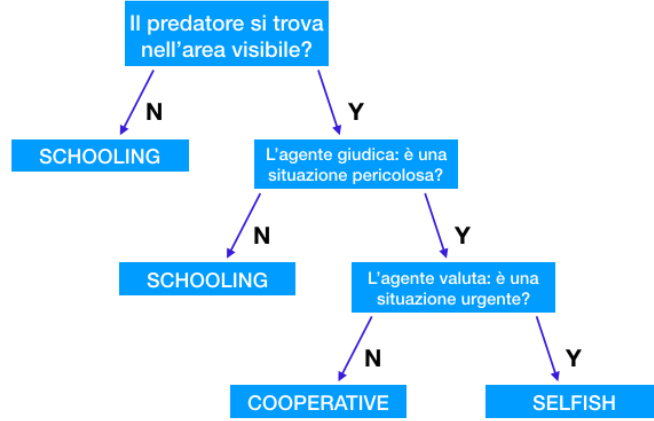 Il predatore si trova
nell'area visibile?
N
Y
SCHOOLING
L'agente giudica: è una
situazione pericolosa?
N
Y
SCHOOLING
L'agente valuta: è una
situazione urgente?
N
Y
COOPERATIVE
SELFISH